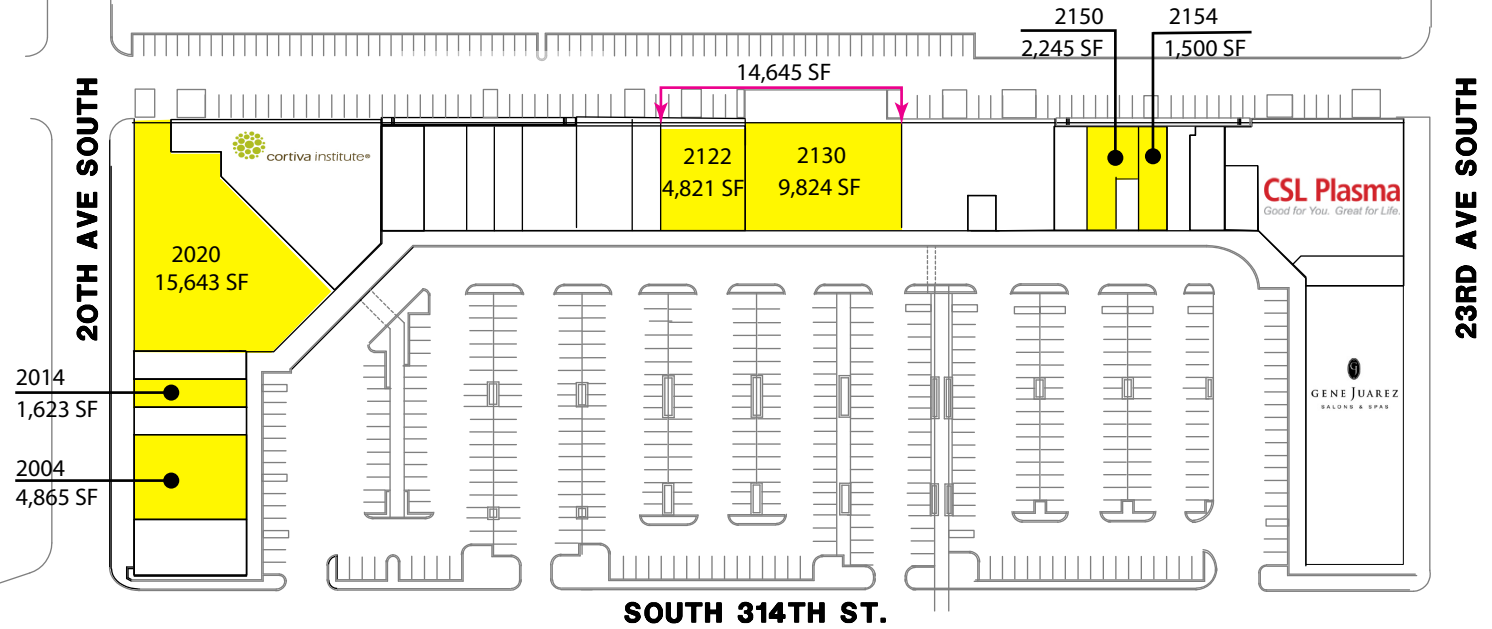 2150
2,245 SF
2154
1,500 SF
14,645 SF
20TH AVE SOUTH
cortiva institute®
2122
4,821 SF
2130
9,824 SF
CSL Plasma
Good for You. Great for Life.
23RD AVE SOUTH
2020
15,643 SF
2014
1,623 SF
GENE JUAREZ
SALONS & SPAS
2004
4,865 SF
SOUTH 314TH ST.